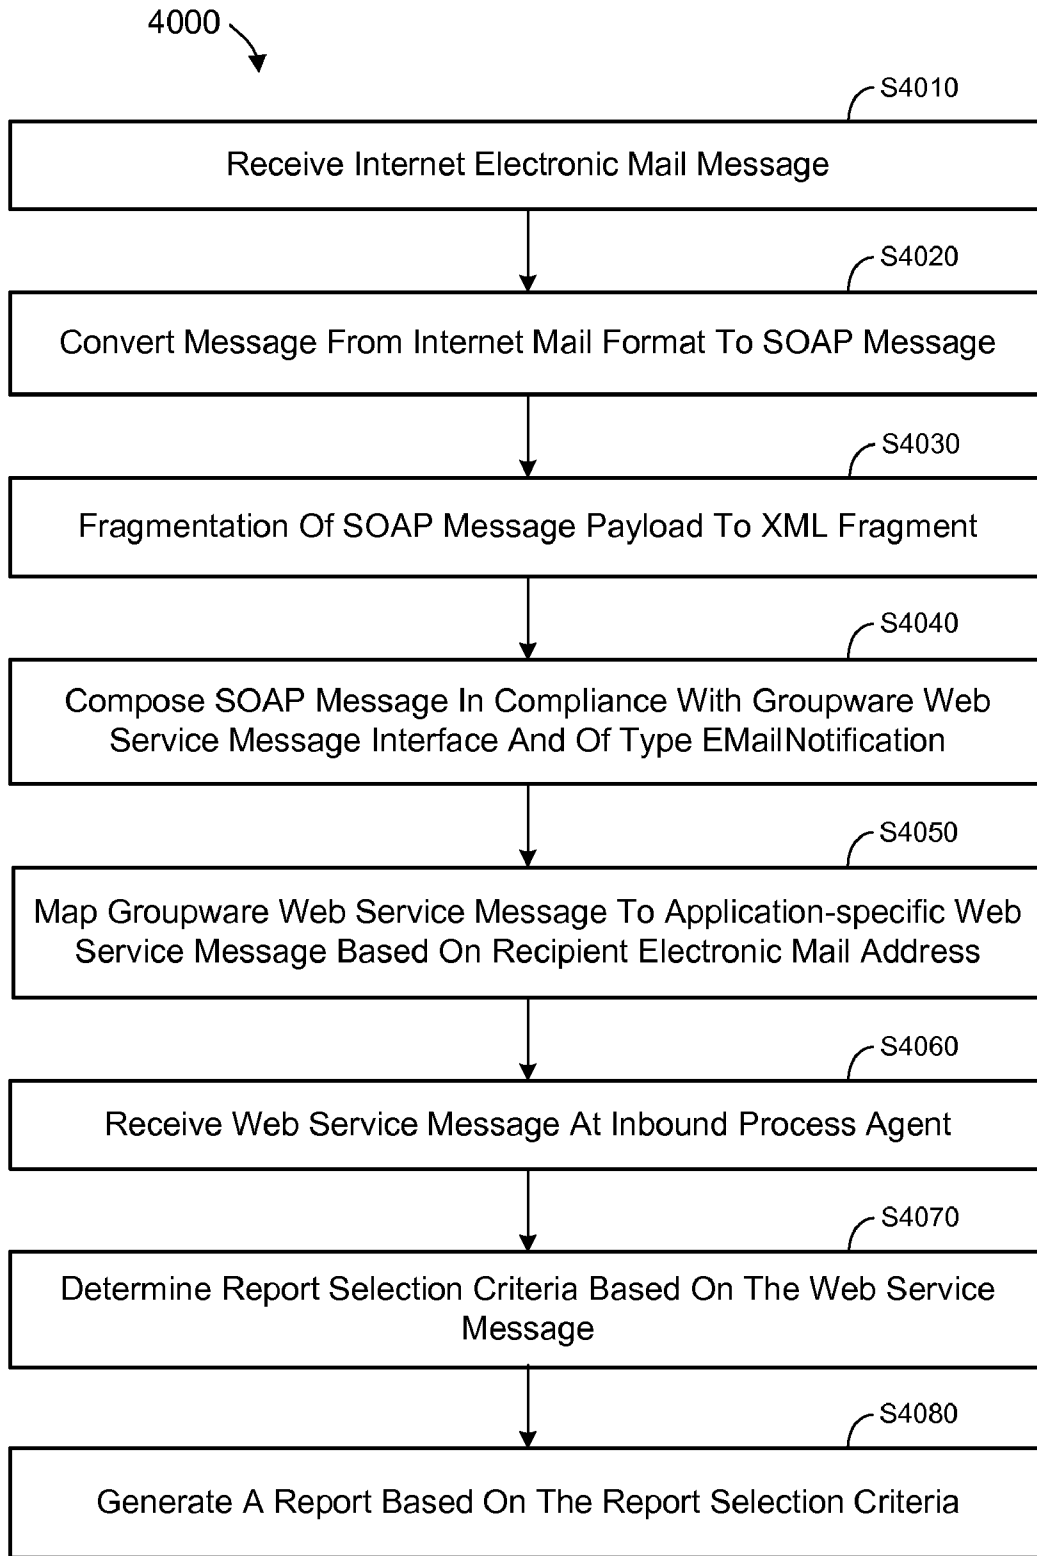 4000
S4010
Receive Internet Electronic Mail Message
S4020
Convert Message From Internet Mail Format To SOAP Message
S4030
Fragmentation Of SOAP Message Payload To XML Fragment
S4040
Compose SOAP Message In Compliance With Groupware Web
Service Message Interface And Of Type EMailNotification
S4050
Map Groupware Web Service Message To Application-specific Web
Service Message Based On Recipient Electronic Mail Address
S4060
Receive Web Service Message At Inbound Process Agent
S4070
Determine Report Selection Criteria Based On The Web Service
Message
S4080
Generate A Report Based On The Report Selection Criteria